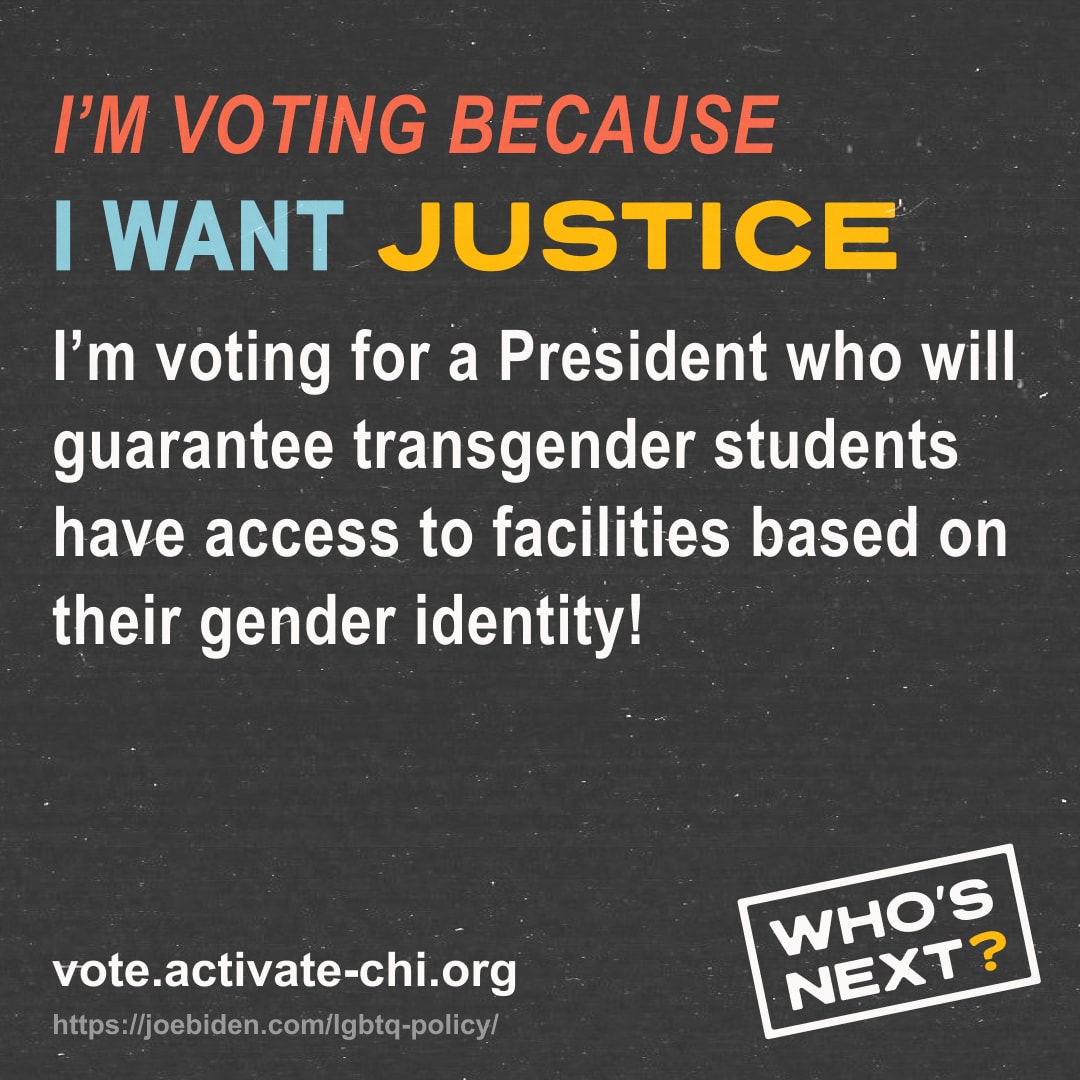 I'M VOTING BECAUSE
I WANT JUSTICE
I'm voting for a President who will
guarantee transgender students
have access to facilities based on
their gender identity!
WHO'S
NEXT?
vote.activate-chi.org
https://joebiden.com/lgbtq-policy/